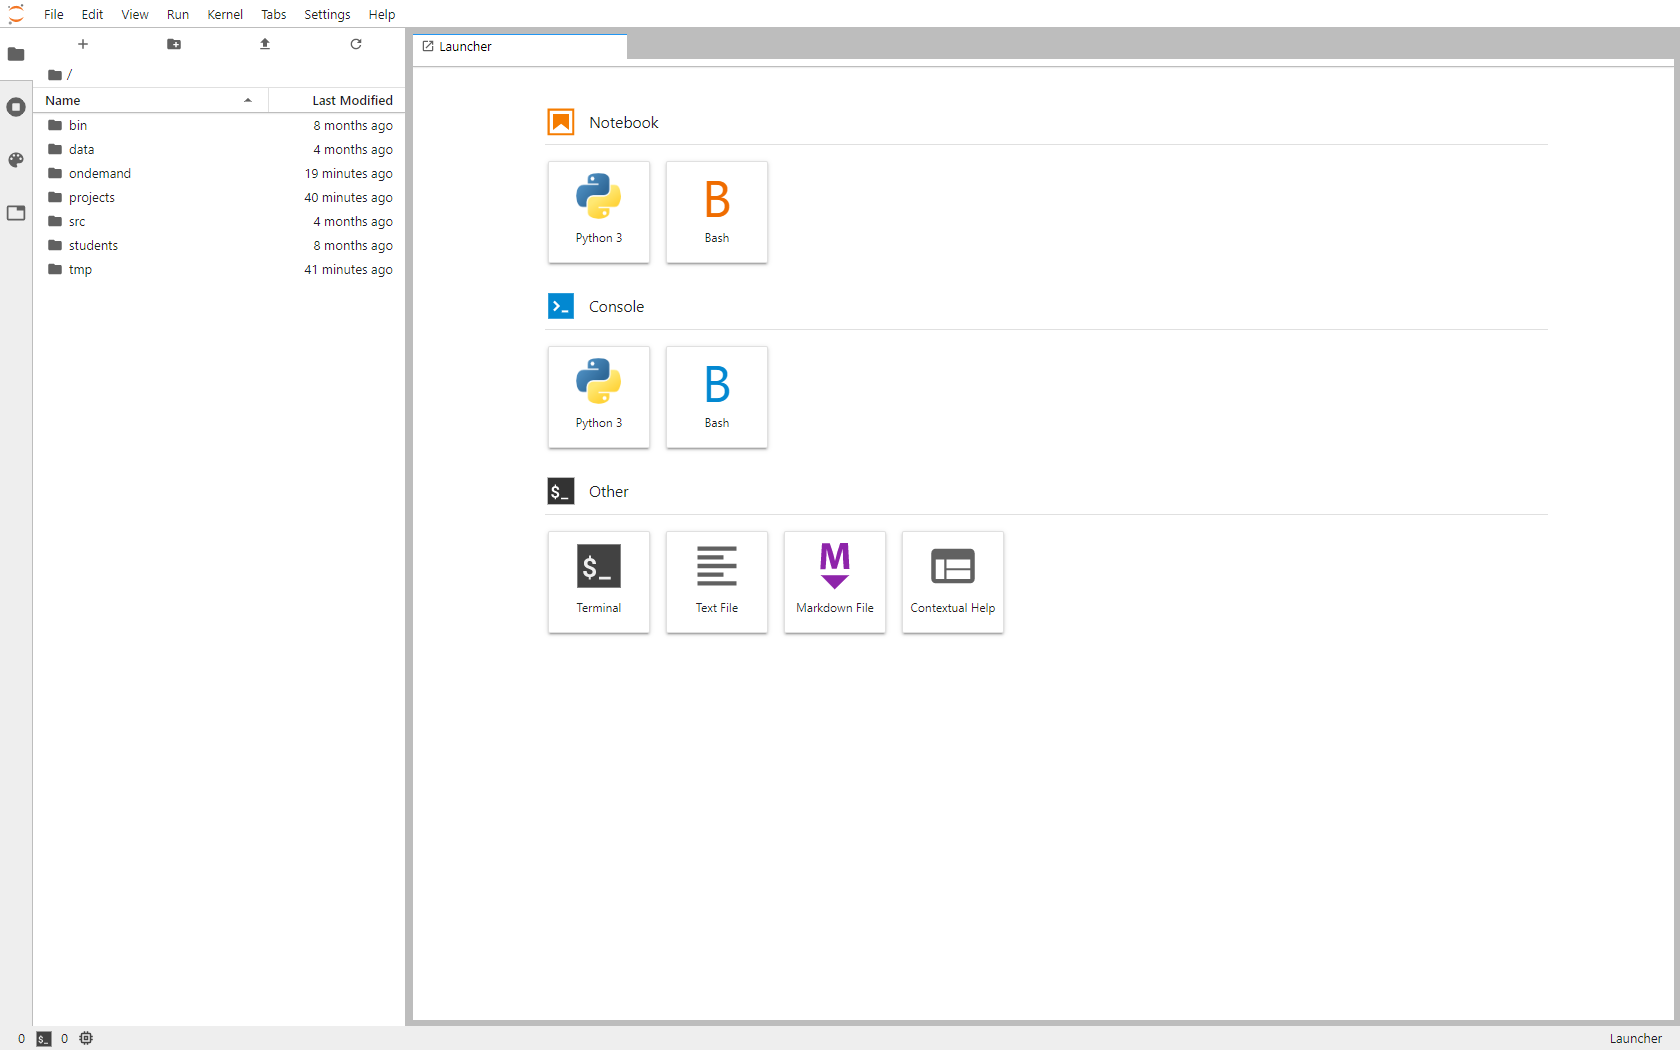 File Edit View Run Kernel Tabs Settings Help
Launcher
/
Name Last Modified
bin 8 months ago
data 4 months ago
ondemand 19 minutes ago
projects 40 minutes ago
src 4 months ago
students 8 months ago
tmp 41 minutes ago
Notebook
Python 3 B Bash
Console
Python 3 B Bash
$_ Other
$_ Terminal
Text File
M Markdown File
Contextual Help
0 $_ 0
Launcher